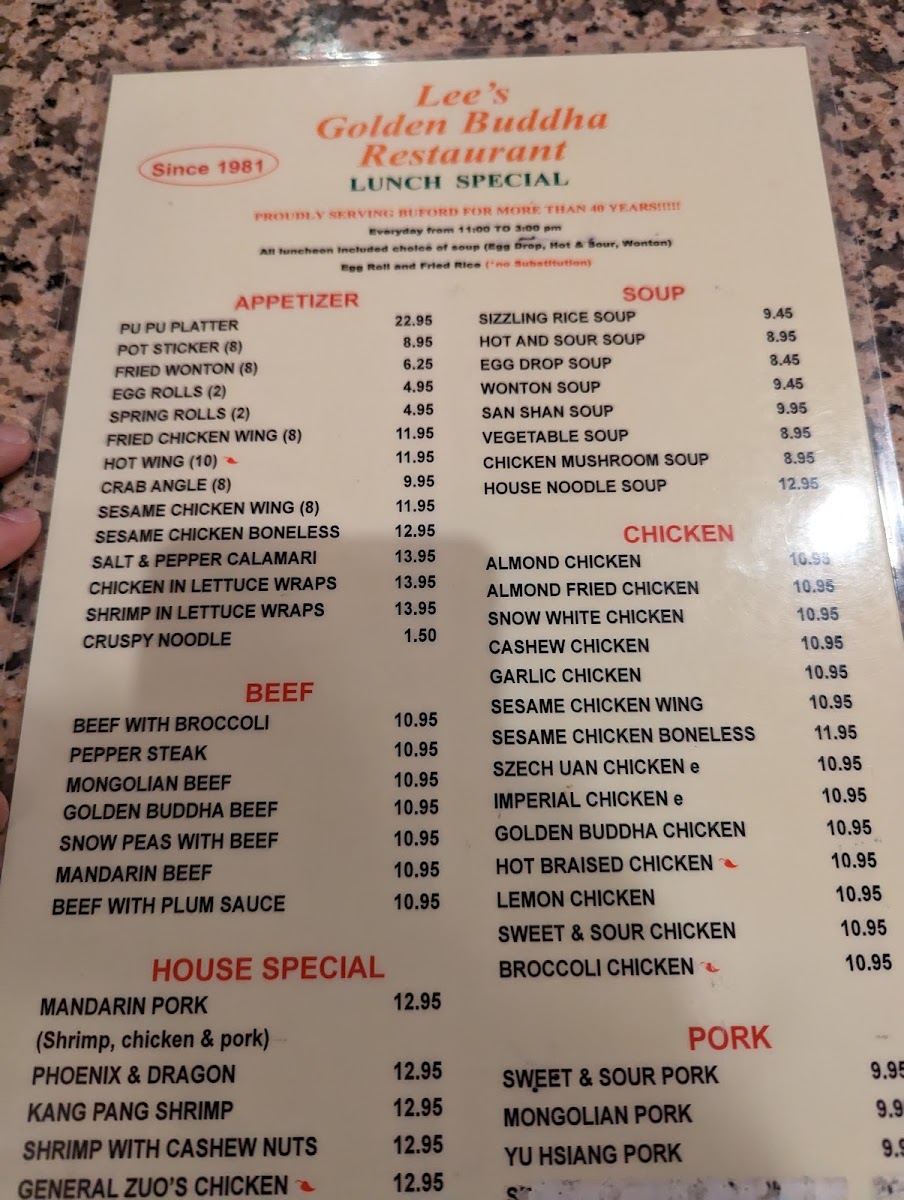 Lee's
Golden Buddha
Restaurant
Since 1981
LUNCH SPECIAL
PROUDLY SERVING BUFORD FOR MORE THAN 40 YEARS!!!!!
Everyday from 11:00 TO 3:00 pm
All luncheon included choice of soup (Egg Drop, Hot & Sour, Wonton)
Egg Roll and Fried Rice (*no Substitution)
APPETIZER
PU PU PLATTER 22.95
POT STICKER (8) 8.95
FRIED WONTON (8) 6.25
EGG ROLLS (2) 4.95
SPRING ROLLS (2) 4.95
FRIED CHICKEN WING (8) 11.95
HOT WING (10) 11.95
CRAB ANGLE (8) 9.95
SESAME CHICKEN WING (8) 11.95
SESAME CHICKEN BONELESS 12.95
SALT & PEPPER CALAMARI 13.95
CHICKEN IN LETTUCE WRAPS 13.95
SHRIMP IN LETTUCE WRAPS 13.95
CRUSPY NOODLE 1.50
BEEF
BEEF WITH BROCCOLI 10.95
PEPPER STEAK 10.95
MONGOLIAN BEEF 10.95
GOLDEN BUDDHA BEEF 10.95
SNOW PEAS WITH BEEF 10.95
MANDARIN BEEF 10.95
BEEF WITH PLUM SAUCE 10.95
HOUSE SPECIAL
MANDARIN PORK 12.95
(Shrimp, chicken & pork)
PHOENIX & DRAGON 12.95
KANG PANG SHRIMP 12.95
SHRIMP WITH CASHEW NUTS 12.95
GENERAL ZUO'S CHICKEN 12.95
SOUP
SIZZLING RICE SOUP 9.45
HOT AND SOUR SOUP 8.95
EGG DROP SOUP 8.45
WONTON SOUP 9.45
SAN SHAN SOUP 9.95
VEGETABLE SOUP 8.95
CHICKEN MUSHROOM SOUP 8.95
HOUSE NOODLE SOUP 12.95
CHICKEN
ALMOND CHICKEN 10.95
ALMOND FRIED CHICKEN 10.95
SNOW WHITE CHICKEN 10.95
CASHEW CHICKEN 10.95
GARLIC CHICKEN 10.95
SESAME CHICKEN WING 10.95
SESAME CHICKEN BONELESS 11.95
SZECH UAN CHICKEN e 10.95
IMPERIAL CHICKEN e 10.95
GOLDEN BUDDHA CHICKEN 10.95
HOT BRAISED CHICKEN 10.95
LEMON CHICKEN 10.95
SWEET & SOUR CHICKEN 10.95
BROCCOLI CHICKEN 10.95
PORK
SWEET & SOUR PORK 9.95
MONGOLIAN PORK
YU HSIANG PORK